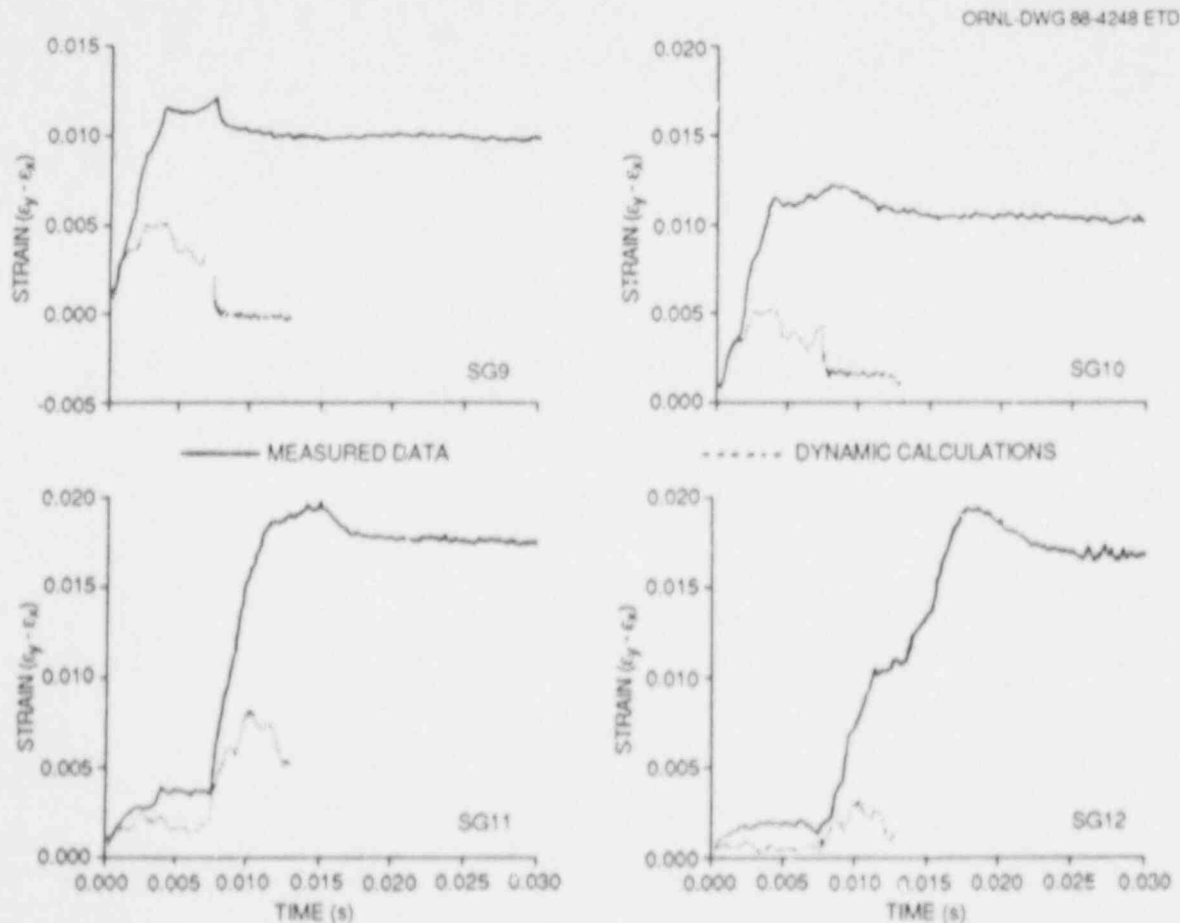 ORNL-DWG 88-4248 ETD
0.015
0.010
0.005
0.000
-0.005
STRAIN (εy - εx)
SG9
0.020
0.015
0.010
0.005
0.000
STRAIN (εy - εx)
SG10
MEASURED DATA
DYNAMIC CALCULATIONS
0.020
0.015
0.010
0.005
0.000
STRAIN (εy - εx)
SG11
0.000 0.005 0.010 0.015 0.020 0.025 0.030
TIME (s)
0.020
0.015
0.010
0.005
0.000
STRAIN (εy - εx)
SG12
0.000 0.005 0.010 0.015 0.020 0.025 0.030
TIME (s)